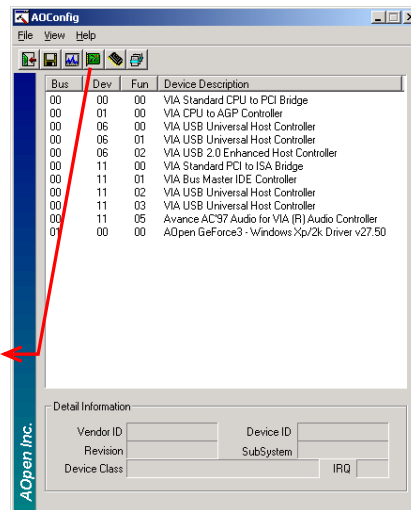 AOConfig
File View Help
Bus Dev Fun Device Description
00 00 00 VIA Standard CPU to PCI Bridge
00 01 00 VIA CPU to AGP Controller
00 06 00 VIA USB Universal Host Controller
00 06 01 VIA USB Universal Host Controller
00 06 02 VIA USB 2.0 Enhanced Host Controller
00 11 00 VIA Standard PCI to ISA Bridge
00 11 01 VIA Bus Master IDE Controller
00 11 02 VIA USB Universal Host Controller
00 11 03 VIA USB Universal Host Controller
00 11 05 Avance AC'97 Audio for VIA (R) Audio Controller
01 00 00 AOpen GeForce3 - Windows Xp/2k Driver v27.50
Detail Information
Vendor ID Device ID
Revision SubSystem
Device Class IRQ
AOpen Inc.